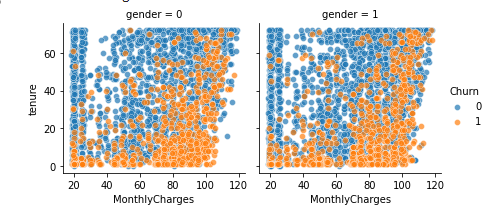 gender = 0
gender = 1
tenure
60
40
20
0
20 40 60 80 100 120
20 40 60 80 100 120
MonthlyCharges
MonthlyCharges
Churn
0
1